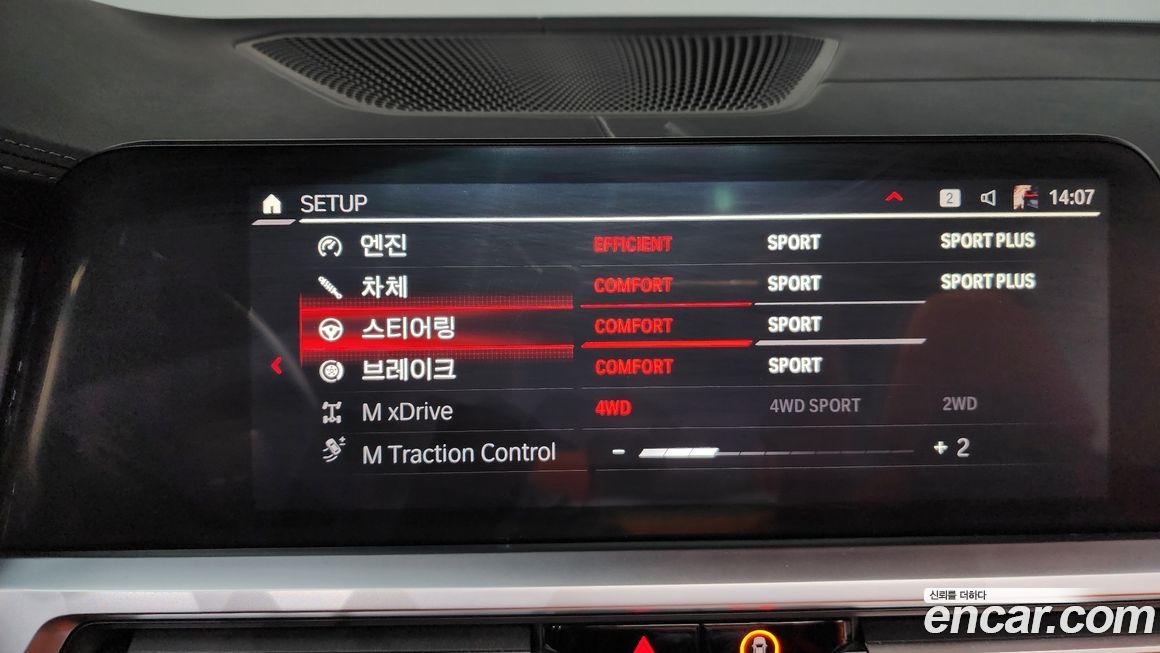 SETUP 2 14:07
엔진 EFFICIENT SPORT SPORT PLUS
차체 COMFORT SPORT SPORT PLUS
스티어링 COMFORT SPORT
브레이크 COMFORT SPORT
M xDrive 4WD 4WD SPORT 2WD
M Traction Control - + 2
신뢰를 더하다
encar.com